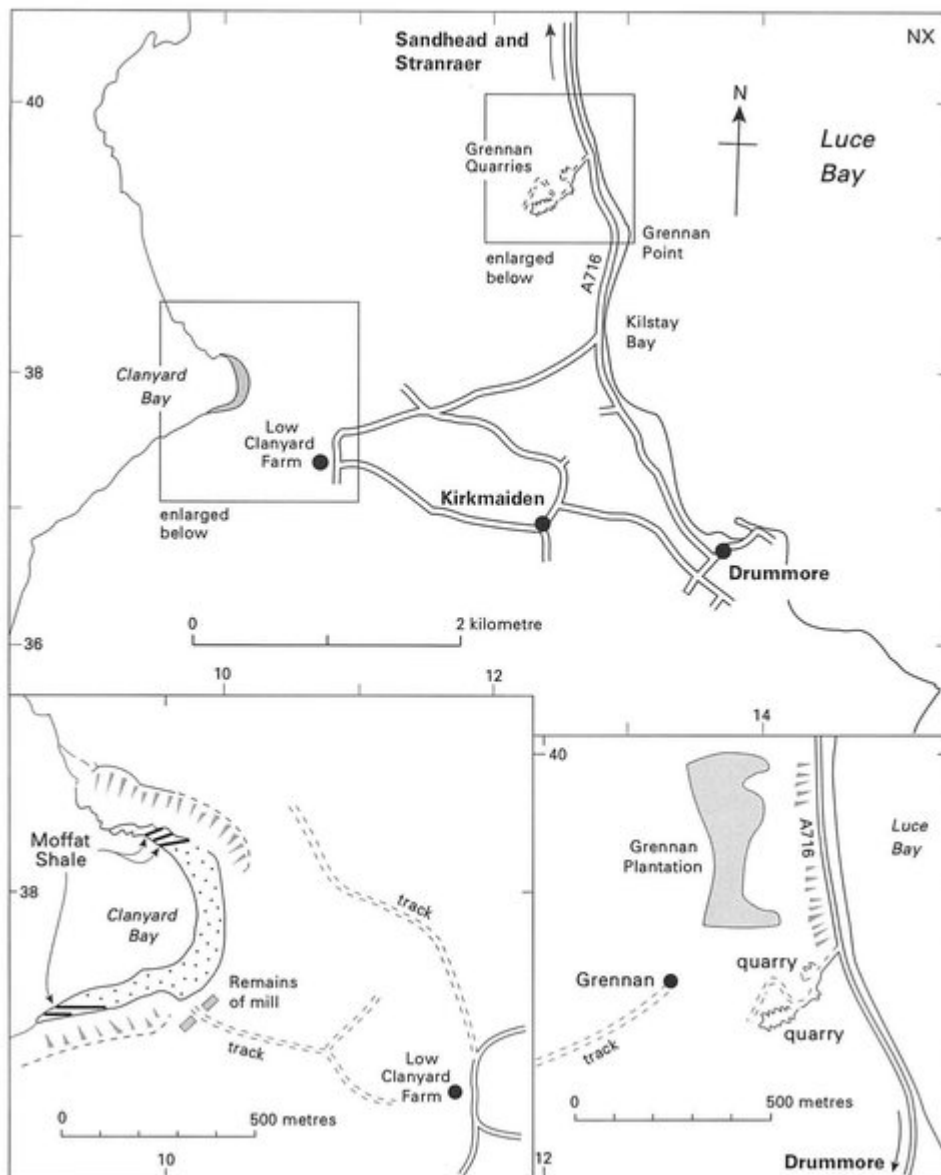 Sandhead and
Stranraer
NX
40
N
Luce
Bay
Grennan
Quarries
Grennan
Point
enlarged
below
A716
Kilstay
Bay
38
Clanyard
Bay
Low
Clanyard
Farm
Kirkmaiden
enlarged
below
Drummore
0
2 kilometre
36
10
12
14
40
Moffat
Shale
Clanyard
Bay
38
track
Remains
of mill
track
Low
Clanyard
Farm
0
500 metres
10
Grennan
Plantation
A716
Luce
Bay
Grennan
quarry
quarry
track
0
500 metres
Drummore
12